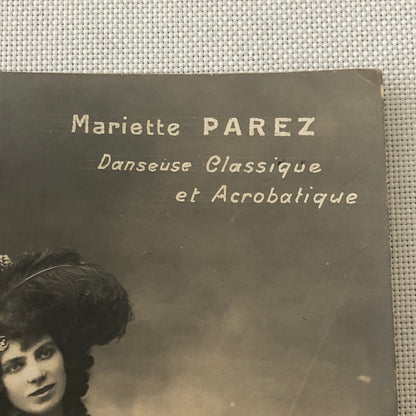 Mariette PAREZ
Danseuse Classique
et Acrobatique